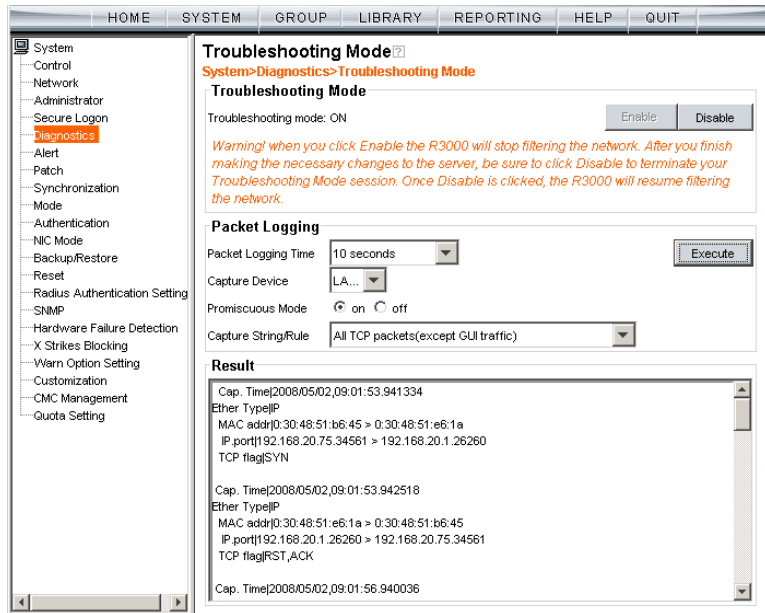 HOME SYSTEM GROUP LIBRARY REPORTING HELP QUIT
System
Control
Network
Administrator
Secure Logon
Diagnostics
Alert
Patch
Synchronization
Mode
Authentication
NIC Mode
Backup/Restore
Reset
Radius Authentication Setting
SNMP
Hardware Failure Detection
X Strikes Blocking
Warn Option Setting
Customization
CMC Management
Quota Setting
Troubleshooting Mode?
System>Diagnostics>Troubleshooting Mode
Troubleshooting Mode
Troubleshooting mode: ON
Enable Disable
Warning! when you click Enable the R3000 will stop filtering the network. After you finish
making the necessary changes to the server, be sure to click Disable to terminate your
Troubleshooting Mode session. Once Disable is clicked, the R3000 will resume filtering
the network.
Packet Logging
Packet Logging Time 10 seconds Execute
Capture Device LA...
Promiscuous Mode on off
Capture String/Rule All TCP packets(except GUI traffic)
Result
Cap. Time|2008/05/02,09:01:53.941334
Ether Type|IP
MAC addr|0:30:48:51:b6:45 > 0:30:48:51:e6:1a
IP.port|192.168.20.75.34561 > 192.168.20.1.26260
TCP flag|SYN
Cap. Time|2008/05/02,09:01:53.942518
Ether Type|IP
MAC addr|0:30:48:51:e6:1a > 0:30:48:51:b6:45
IP.port|192.168.20.1.26260 > 192.168.20.75.34561
TCP flag|RST,ACK
Cap. Time|2008/05/02,09:01:56.940036